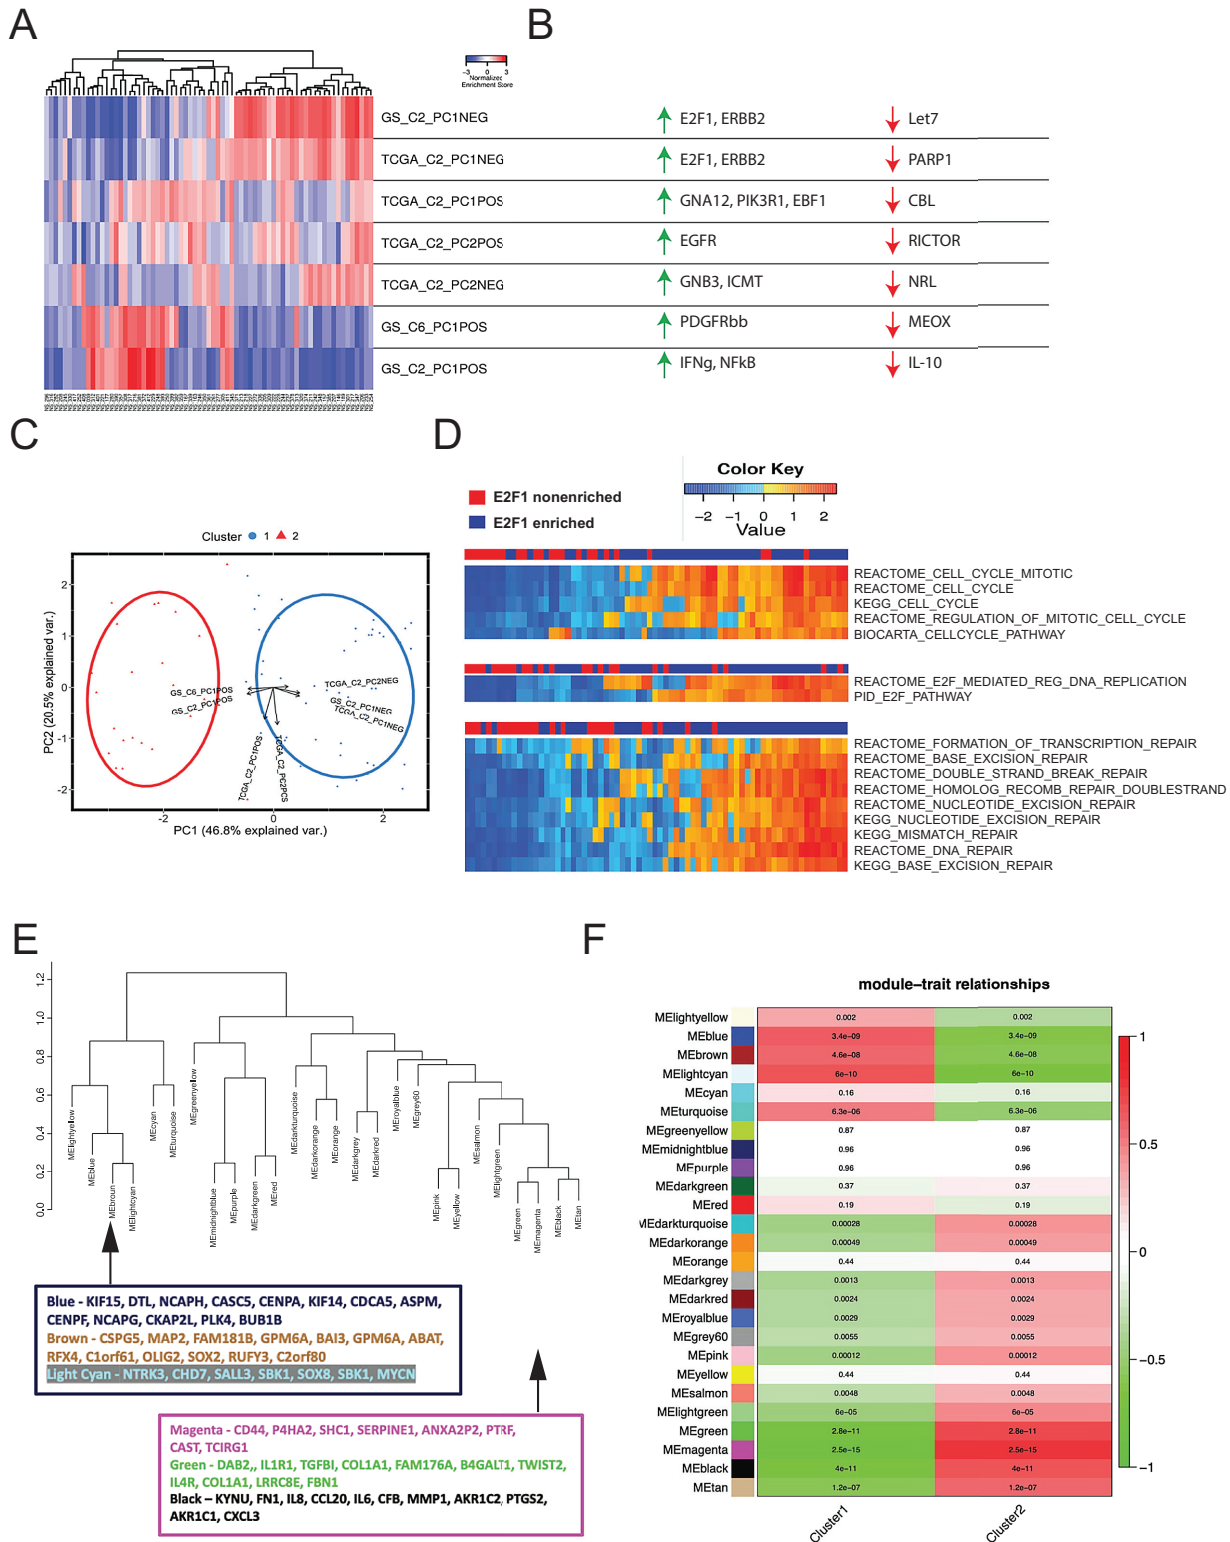 A
B
-3 0 3
Normalized
Enrichment Score
GS_C2_PC1NEG
E2F1, ERBB2
Let7
TCGA_C2_PC1NEG
E2F1, ERBB2
PARP1
TCGA_C2_PC1POS
GNA12, PIK3R1, EBF1
CBL
TCGA_C2_PC2POS
EGFR
RICTOR
TCGA_C2_PC2NEG
GNB3, ICMT
NRL
GS_C6_PC1POS
PDGFRbb
MEOX
GS_C2_PC1POS
IFNg, NFkB
IL-10
C
Cluster 1 2
PC2 (20.5% explained var.)
2
1
0
-1
-2
GS_C6_PC1POS
GS_C2_PC1POS
TCGA_C2_PC2NEG
GS_C2_PC1NEG
TCGA_C2_PC1NEG
TCGA_C2_PC1POS
TCGA_C2_PC2POS
-2 0 2
PC1 (46.8% explained var.)
D
E2F1 nonenriched
E2F1 enriched
Color Key
-2 -1 0 1 2
Value
REACTOME_CELL_CYCLE_MITOTIC
REACTOME_CELL_CYCLE
KEGG_CELL_CYCLE
REACTOME_REGULATION_OF_MITOTIC_CELL_CYCLE
BIOCARTA_CELLCYCLE_PATHWAY
REACTOME_E2F_MEDIATED_REG_DNA_REPLICATION
PID_E2F_PATHWAY
REACTOME_FORMATION_OF_TRANSCRIPTION_REPAIR
REACTOME_BASE_EXCISION_REPAIR
REACTOME_DOUBLE_STRAND_BREAK_REPAIR
REACTOME_HOMOLOG_RECOMB_REPAIR_DOUBLESTRAND
REACTOME_NUCLEOTIDE_EXCISION_REPAIR
KEGG_NUCLEOTIDE_EXCISION_REPAIR
KEGG_MISMATCH_REPAIR
REACTOME_DNA_REPAIR
KEGG_BASE_EXCISION_REPAIR
E
1.2
1.0
0.8
0.6
0.4
0.2
0.0
MElightyellow
MEblue
MEbroun
MElightcyan
MEcyan
MEturquoise
MEgreenyellow
MEmidnightblue
MEpurple
MEdarkgreen
MEred
MEdarkturquoise
MEdarkorange
MEorange
MEdarkgrey
MEdarkred
MEroyalblue
MEgrey60
MEpink
MEyellow
MEsalmon
MElightgreen
MEgreen
MEmagenta
MEblack
MEtan
Blue - KIF15, DTL, NCAPH, CASC5, CENPA, KIF14, CDCA5, ASPM,
CENPF, NCAPG, CKAP2L, PLK4, BUB1B
Brown - CSPG5, MAP2, FAM181B, GPM6A, BAI3, GPM6A, ABAT,
RFX4, C1orf61, OLIG2, SOX2, RUFY3, C2orf80
Light Cyan - NTRK3, CHD7, SALL3, SBK1, SOX8, SBK1, MYCN
Magenta - CD44, P4HA2, SHC1, SERPINE1, ANXA2P2, PTRF,
CAST, TCIRG1
Green - DAB2,, IL1R1, TGFBI, COL1A1, FAM176A, B4GALT1, TWIST2,
IL4R, COL1A1, LRRC8E, FBN1
Black – KYNU, FN1, IL8, CCL20, IL6, CFB, MMP1, AKR1C2, PTGS2,
AKR1C1, CXCL3
F
module–trait relationships
MElightyellow 0.002 0.002
MEblue 3.4e−09 3.4e−09
MEbrown 4.6e−08 4.6e−08
MElightcyan 6e−10 6e−10
MEcyan 0.16 0.16
MEturquoise 6.3e−06 6.3e−06
MEgreenyellow 0.87 0.87
MEmidnightblue 0.96 0.96
MEpurple 0.96 0.96
MEdarkgreen 0.37 0.37
MEred 0.19 0.19
MEdarkturquoise 0.00028 0.00028
MEdarkorange 0.00049 0.00049
MEorange 0.44 0.44
MEdarkgrey 0.0013 0.0013
MEdarkred 0.0024 0.0024
MEroyalblue 0.0029 0.0029
MEgrey60 0.0055 0.0055
MEpink 0.00012 0.00012
MEyellow 0.44 0.44
MEsalmon 0.0048 0.0048
MElightgreen 6e−05 6e−05
MEgreen 2.8e−11 2.8e−11
MEmagenta 2.5e−15 2.5e−15
MEblack 4e−11 4e−11
MEtan 1.2e−07 1.2e−07
1
0.5
0
−0.5
−1
Cluster1
Cluster2